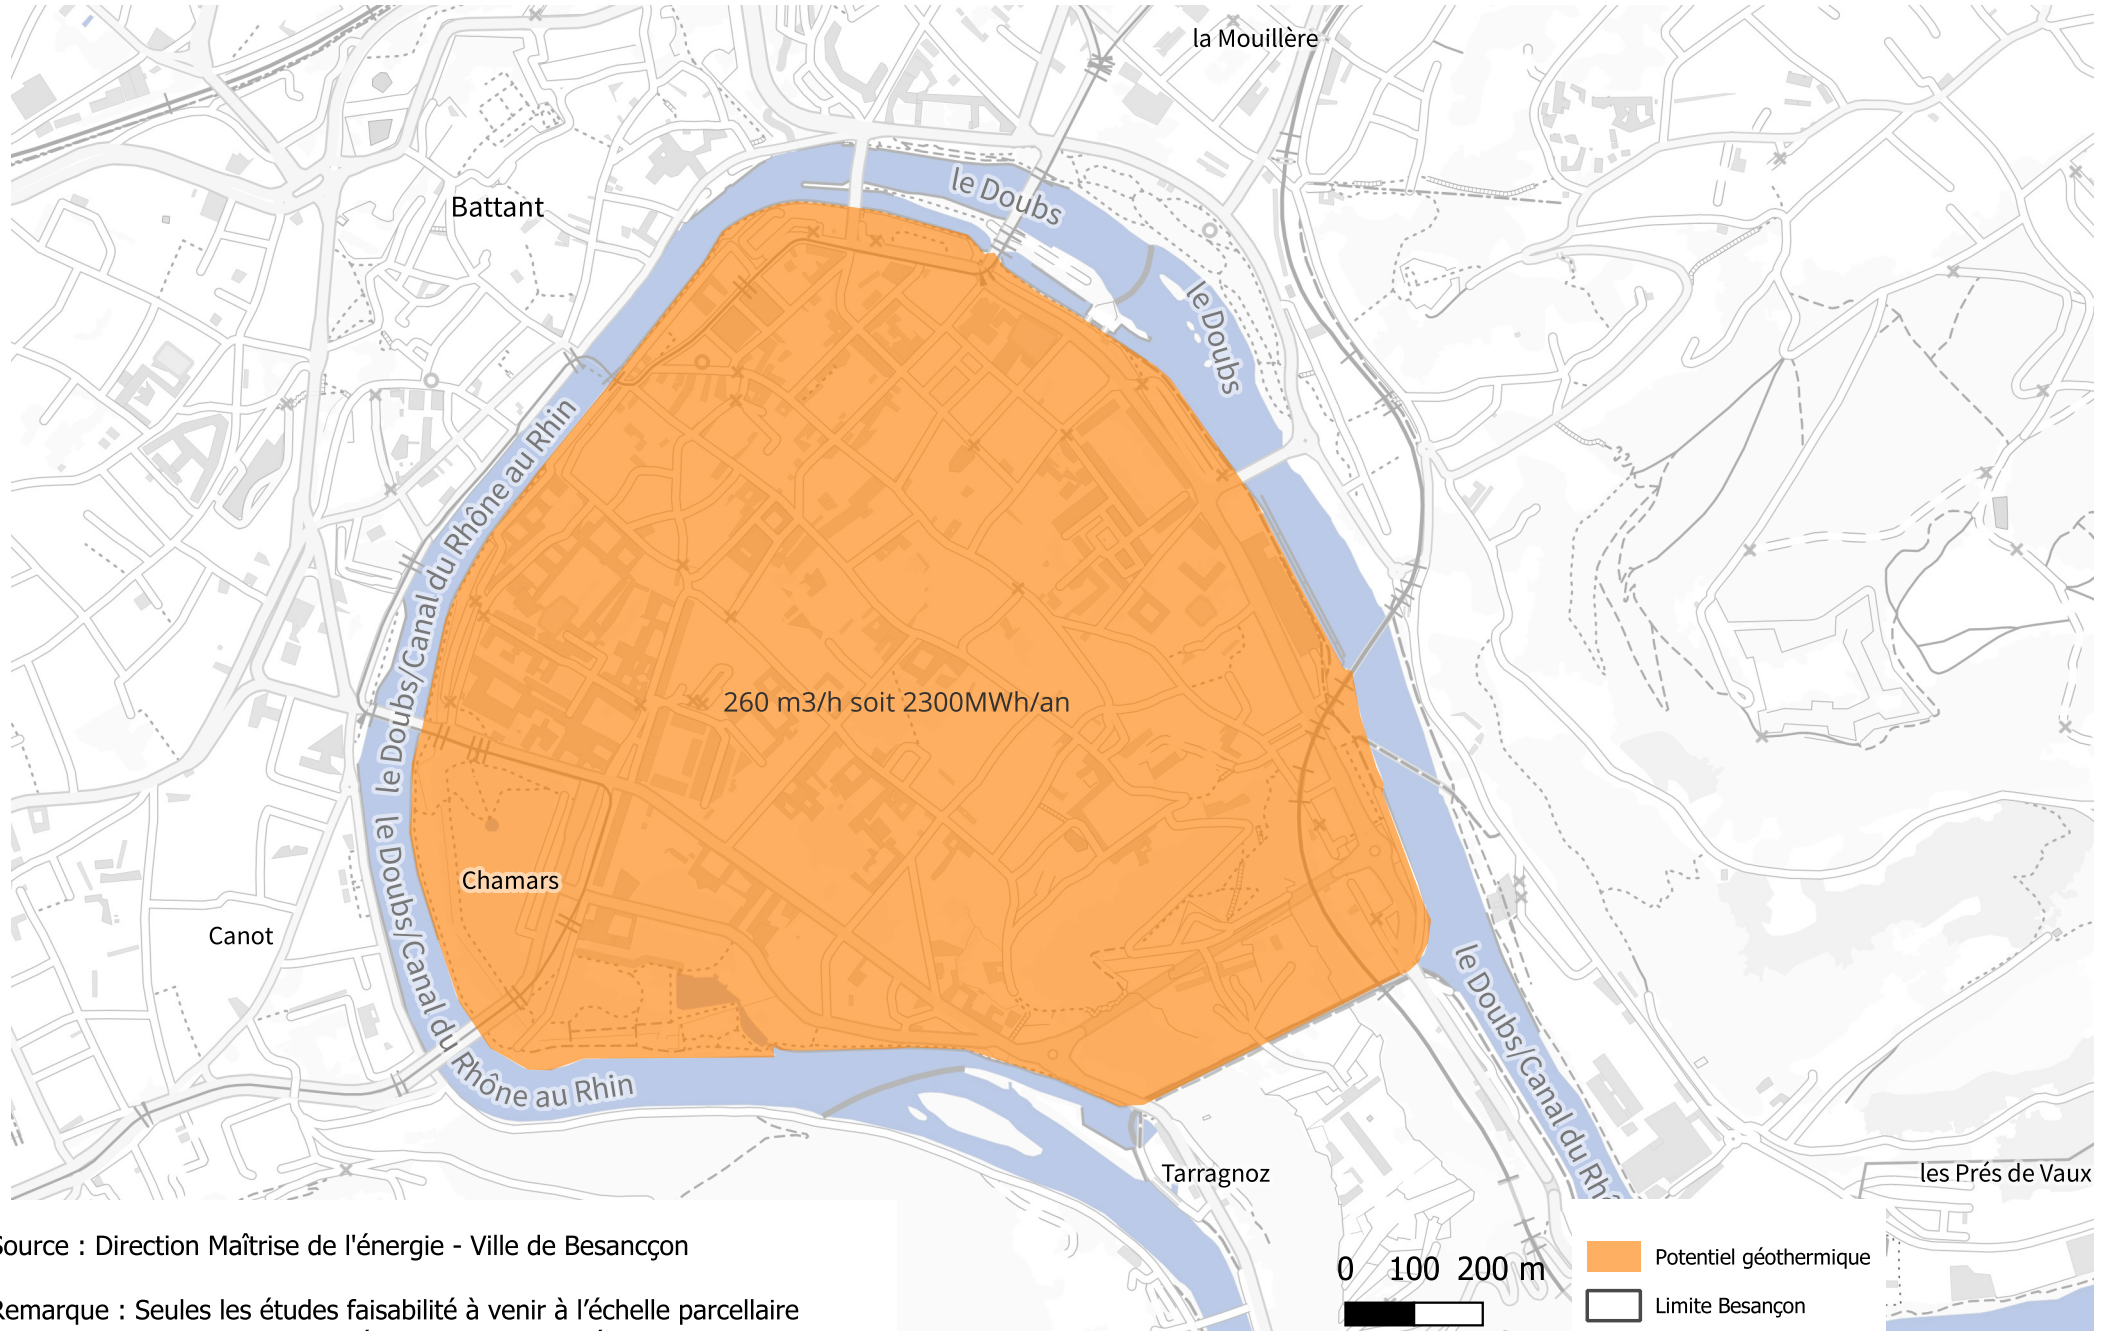 la Mouillère
le Doubs
Battant
le Doubs
le Doubs/Canal du Rhône au Rhin
260 m3/h soit 2300MWh/an
Chamars
Canot
le Doubs/Canal du Rhône au Rhin
le Doubs/Canal du Rh
Tarragnoz
les Prés de Vaux
Source : Direction Maîtrise de l'énergie - Ville de Besancçon
0 100 200 m
Potentiel géothermique
Remarque : Seules les études faisabilité à venir à l’échelle parcellaire
Limite Besançon